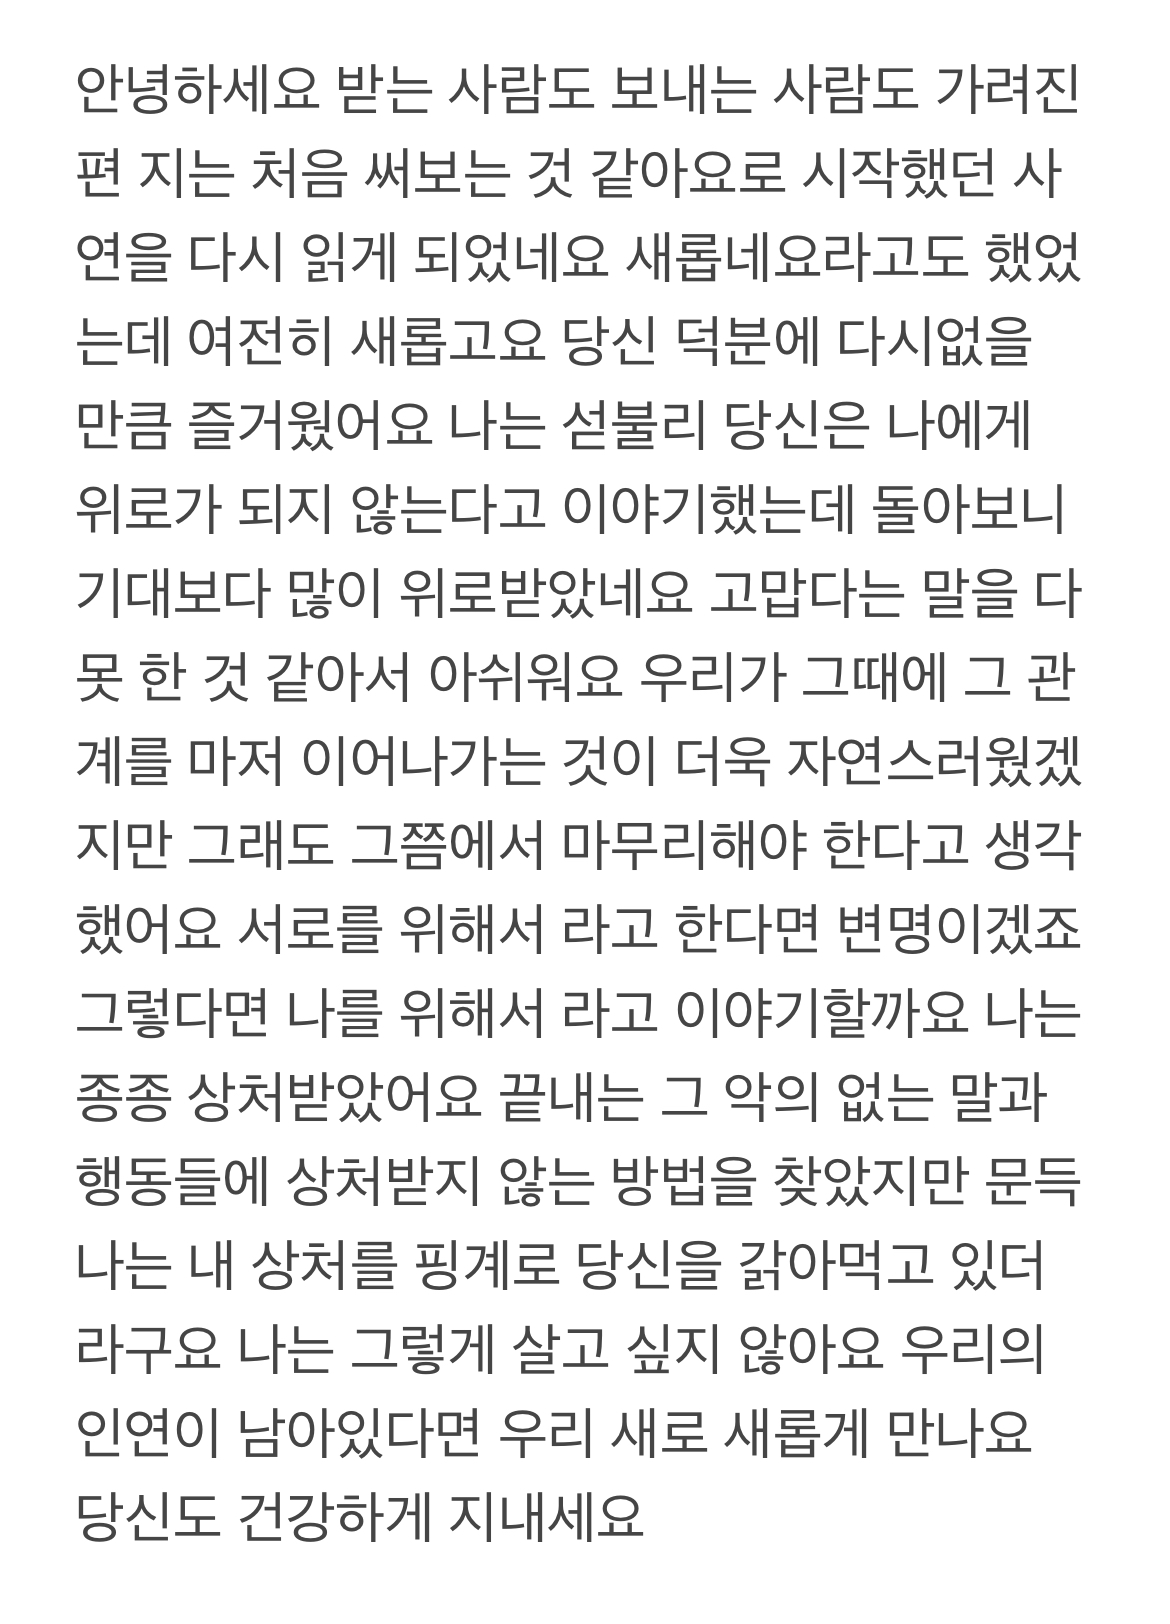 안녕하세요 받는 사람도 보내는 사람도 가려진
편 지는 처음 써보는 것 같아요로 시작했던 사
연을 다시 읽게 되었네요 새롭네요라고도 했었
는데 여전히 새롭고요 당신 덕분에 다시없을
만큼 즐거웠어요 나는 섣불리 당신은 나에게
위로가 되지 않는다고 이야기했는데 돌아보니
기대보다 많이 위로받았네요 고맙다는 말을 다
못 한 것 같아서 아쉬워요 우리가 그때에 그 관
계를 마저 이어나가는 것이 더욱 자연스러웠겠
지만 그래도 그쯤에서 마무리해야 한다고 생각
했어요 서로를 위해서 라고 한다면 변명이겠죠
그렇다면 나를 위해서 라고 이야기할까요 나는
종종 상처받았어요 끝내는 그 악의 없는 말과
행동들에 상처받지 않는 방법을 찾았지만 문득
나는 내 상처를 핑계로 당신을 갉아먹고 있더
라구요 나는 그렇게 살고 싶지 않아요 우리의
인연이 남아있다면 우리 새로 새롭게 만나요
당신도 건강하게 지내세요